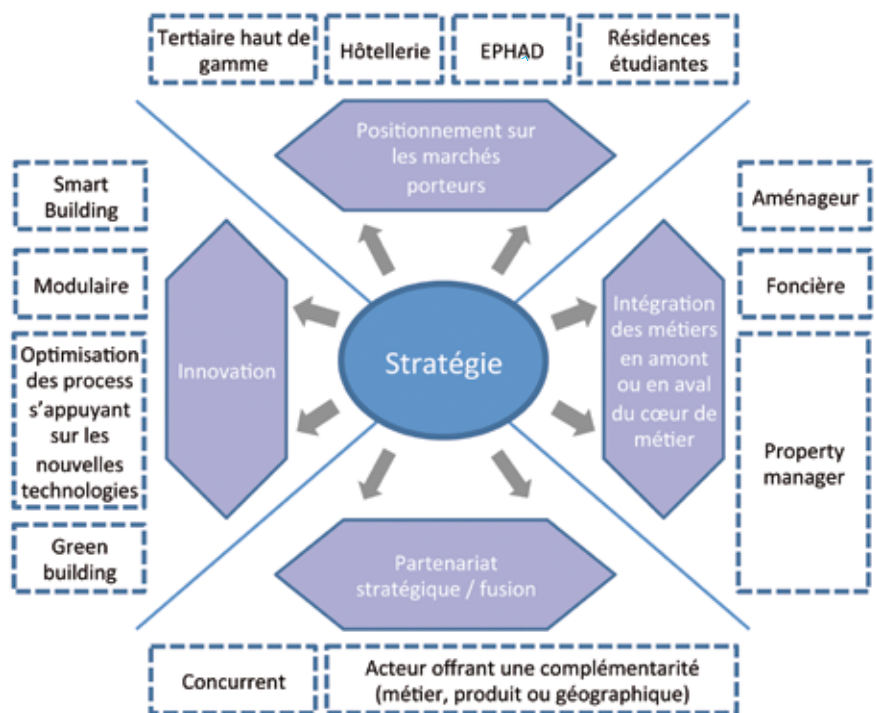 Tertiaire haut de
gamme
Hôtellerie
EPHAD
Résidences
étudiantes
Positionnement sur
les marchés
porteurs
Smart
Building
Modulaire
Optimisation
des process
s'appuyant
sur les
nouvelles
technologies
Green
building
Innovation
Stratégie
Intégration
des métiers
en amont
ou en aval
du cœur de
métier
Aménageur
Foncière
Property
manager
Partenariat
stratégique / fusion
Concurrent
Acteur offrant une complémentarité
(métier, produit ou géographique)